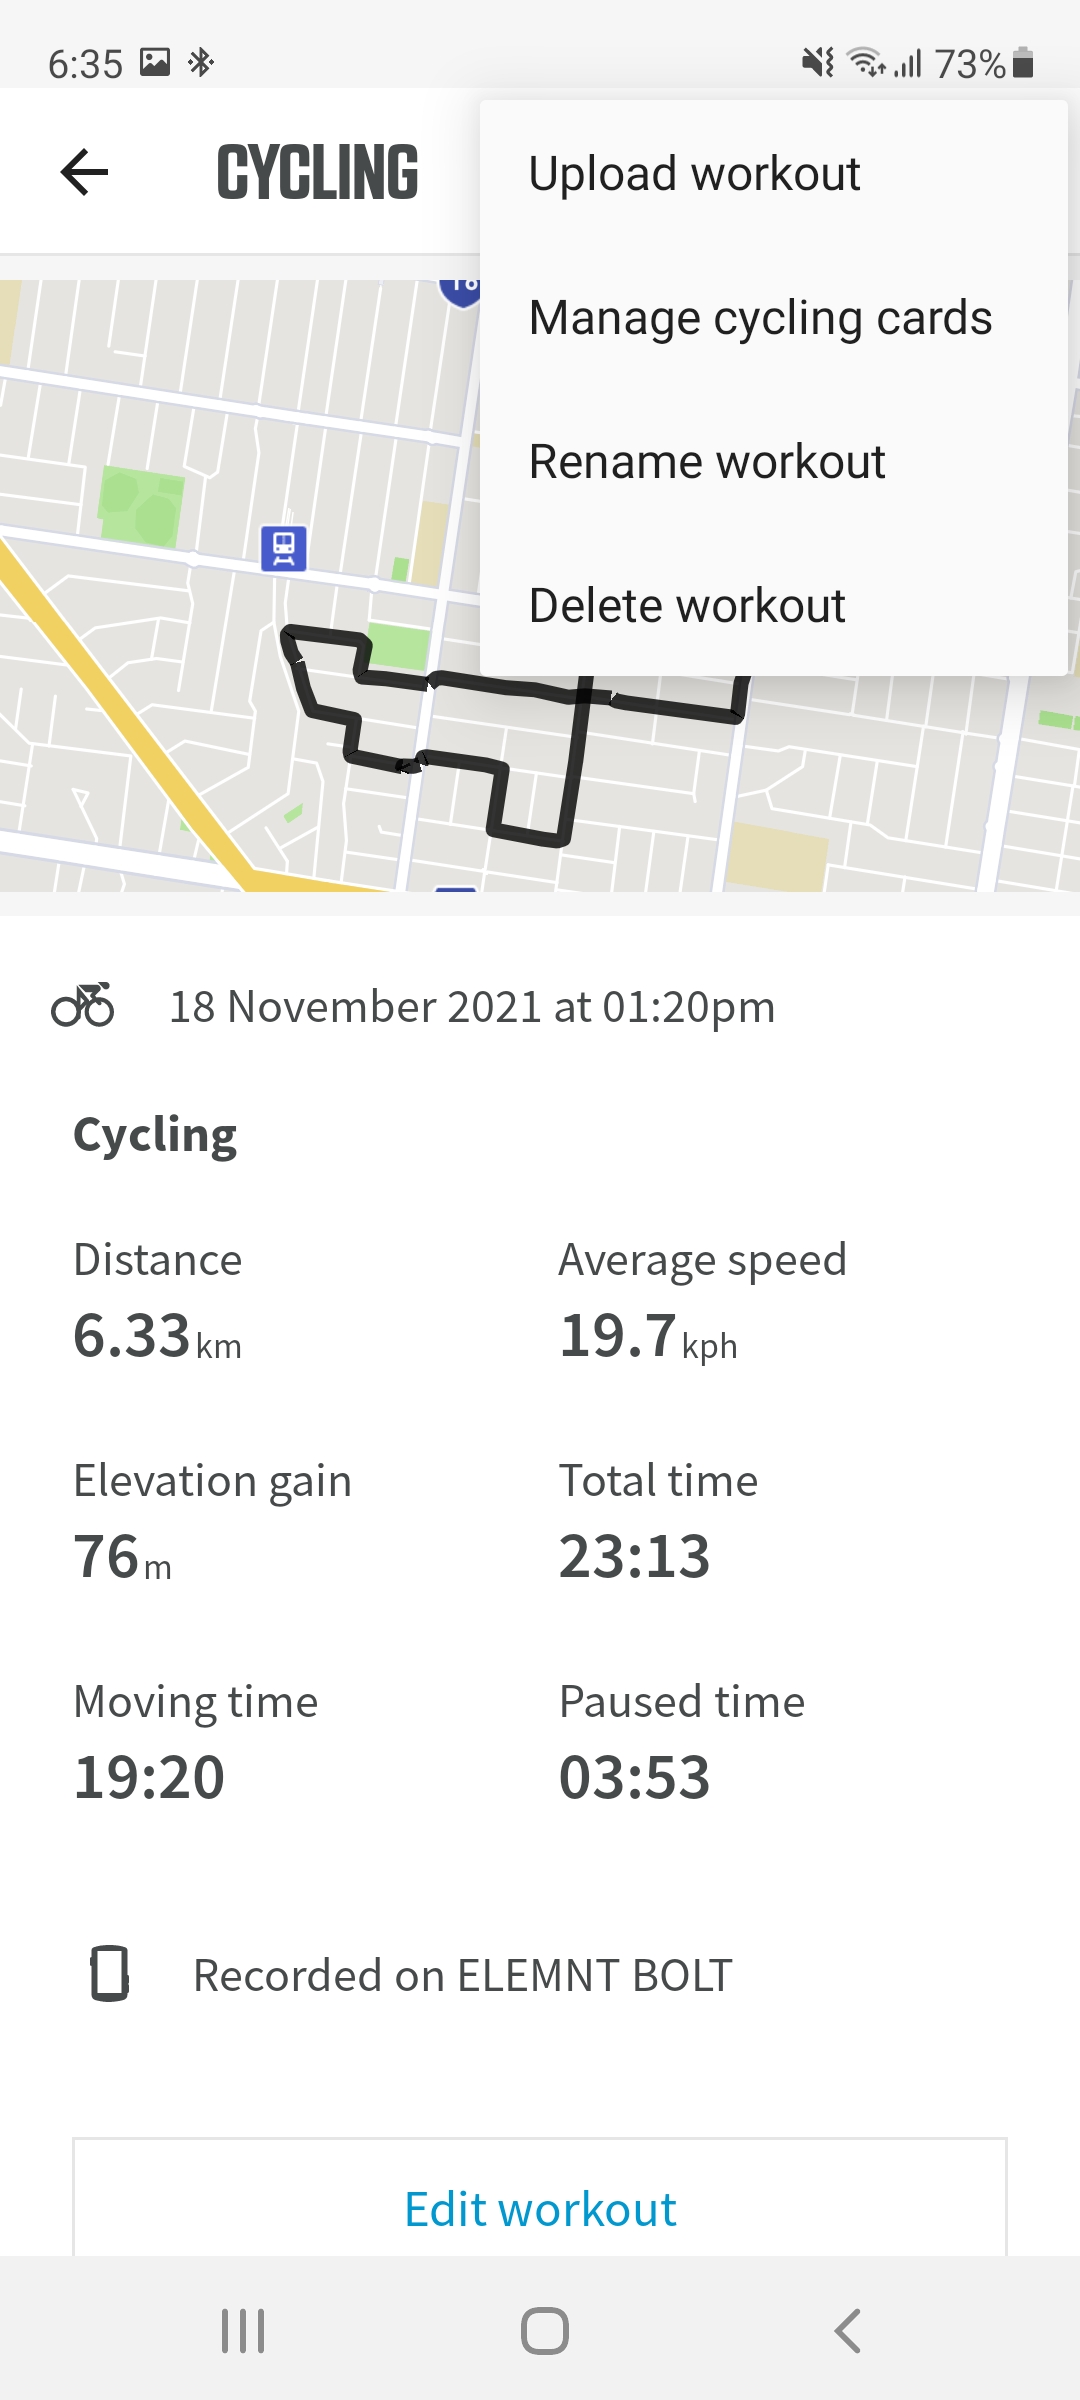 6:35
73%
CYCLING
Upload workout
Manage cycling cards
Rename workout
Delete workout
18 November 2021 at 01:20pm
Cycling
Distance
Average speed
6.33 km
19.7 kph
Elevation gain
Total time
76 m
23:13
Moving time
Paused time
19:20
03:53
Recorded on ELEMNT BOLT
Edit workout